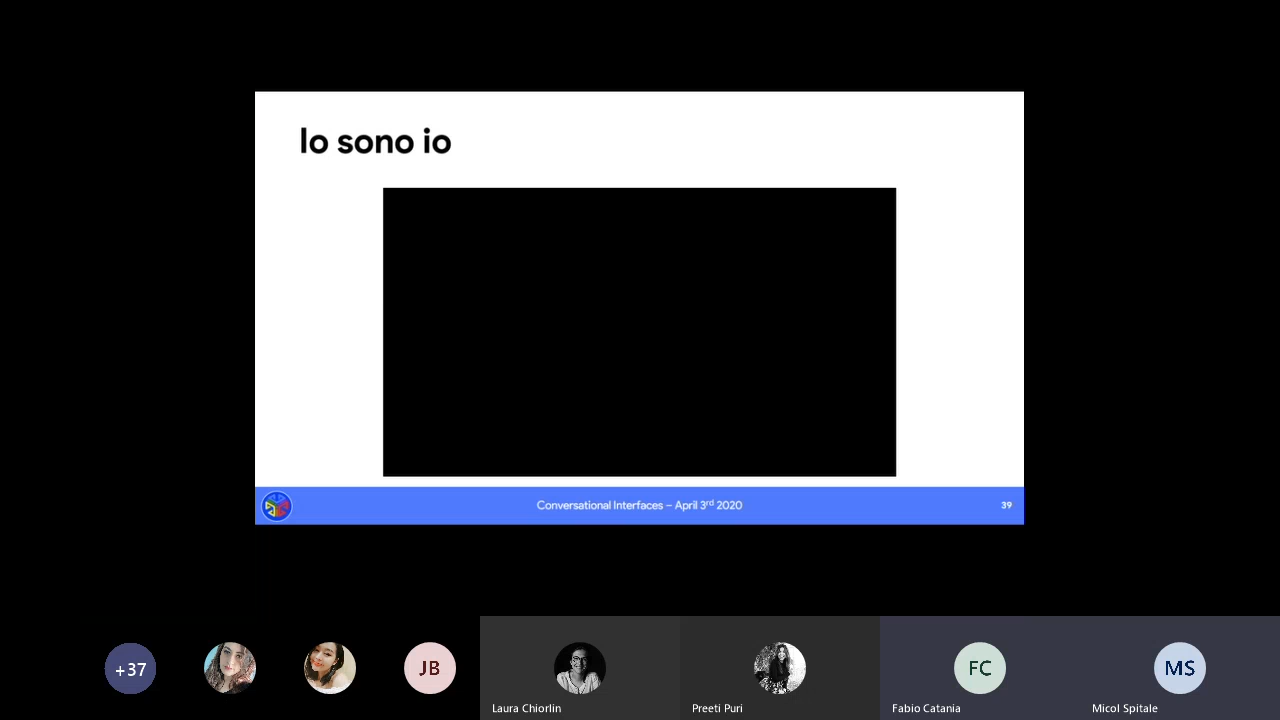 Io sono io
Conversational Interfaces – April 3rd 2020
39
+37
JB
FC
MS
Laura Chiorlin
Preeti Puri
Fabio Catania
Micol Spitale